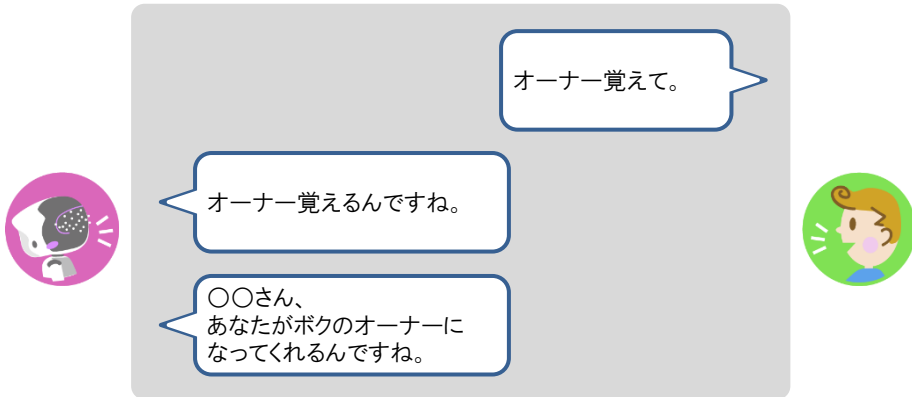 オーナー覚えて。
オーナー覚えるんですね。
〇〇さん、
あなたがボクのオーナーに
なってくれるんですね。